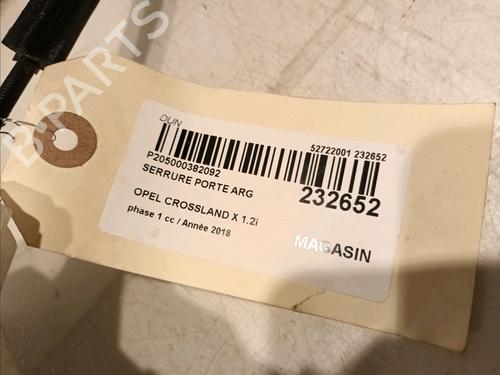 B-PARTS
DUN
52722001 232652
P205000382092
SERRURE PORTE ARG
232652
OPEL CROSSLAND X 1.2i
phase 1 cc / Année 2018
MAGASIN